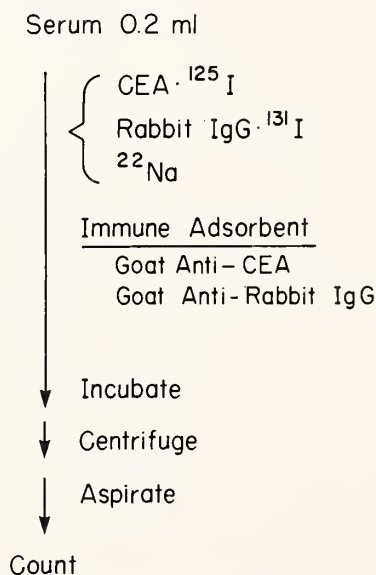 Serum 0.2 ml
CEA · ¹²⁵I
Rabbit IgG · ¹³¹I
²²Na
Immune Adsorbent
Goat Anti-CEA
Goat Anti-Rabbit IgG
Incubate
Centrifuge
Aspirate
Count